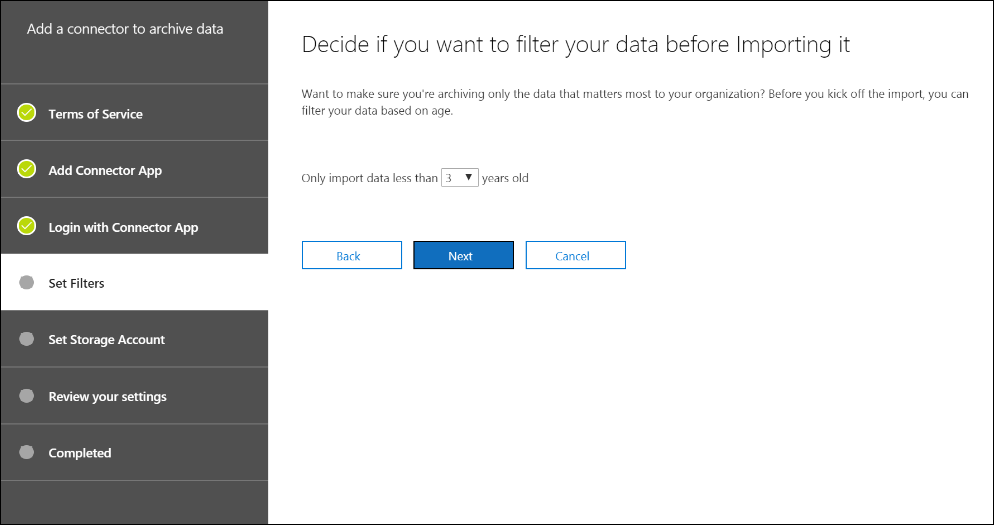 Add a connector to archive data
Terms of Service
Add Connector App
Login with Connector App
Set Filters
Set Storage Account
Review your settings
Completed
Decide if you want to filter your data before Importing it
Want to make sure you're archiving only the data that matters most to your organization? Before you kick off the import, you can
filter your data based on age.
Only import data less than 3 years old
Back Next Cancel